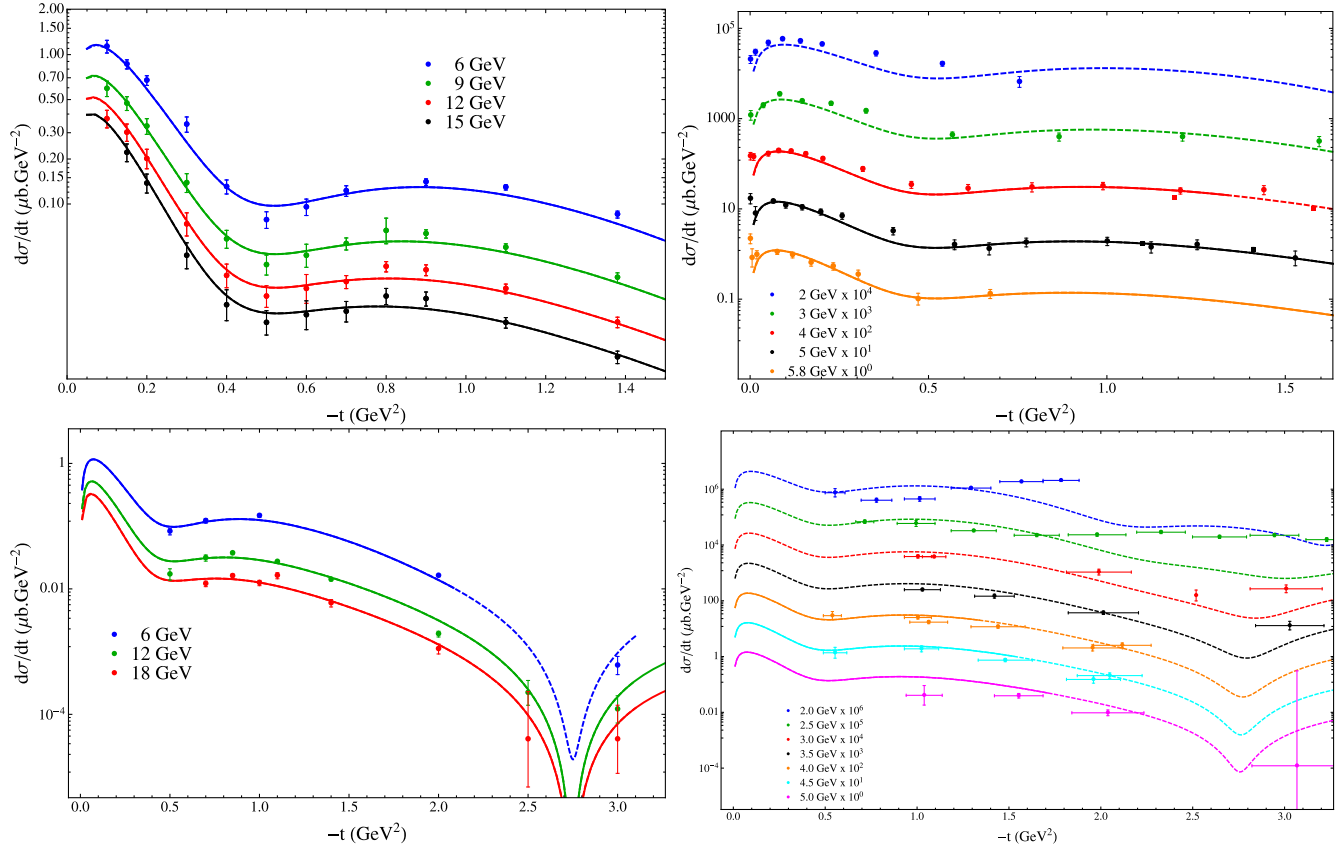 2.00
1.00
0.70
0.50
0.30
0.20
0.15
0.10
dσ/dt (μb.GeV⁻²)
6 GeV
9 GeV
12 GeV
15 GeV
0.0 0.2 0.4 0.6 0.8 1.0 1.2 1.4
−t (GeV²)
10⁵
1000
10
0.1
dσ/dt (μb.GeV⁻²)
2 GeV x 10⁴
3 GeV x 10³
4 GeV x 10²
5 GeV x 10¹
5.8 GeV x 10⁰
0.0 0.5 1.0 1.5
−t (GeV²)
1
0.01
10⁻⁴
dσ/dt (μb.GeV⁻²)
6 GeV
12 GeV
18 GeV
0.0 0.5 1.0 1.5 2.0 2.5 3.0
−t (GeV²)
10⁶
10⁴
100
1
0.01
10⁻⁴
dσ/dt (μb.GeV⁻²)
2.0 GeV x 10⁶
2.5 GeV x 10⁵
3.0 GeV x 10⁴
3.5 GeV x 10³
4.0 GeV x 10²
4.5 GeV x 10¹
5.0 GeV x 10⁰
0.0 0.5 1.0 1.5 2.0 2.5 3.0
−t (GeV²)